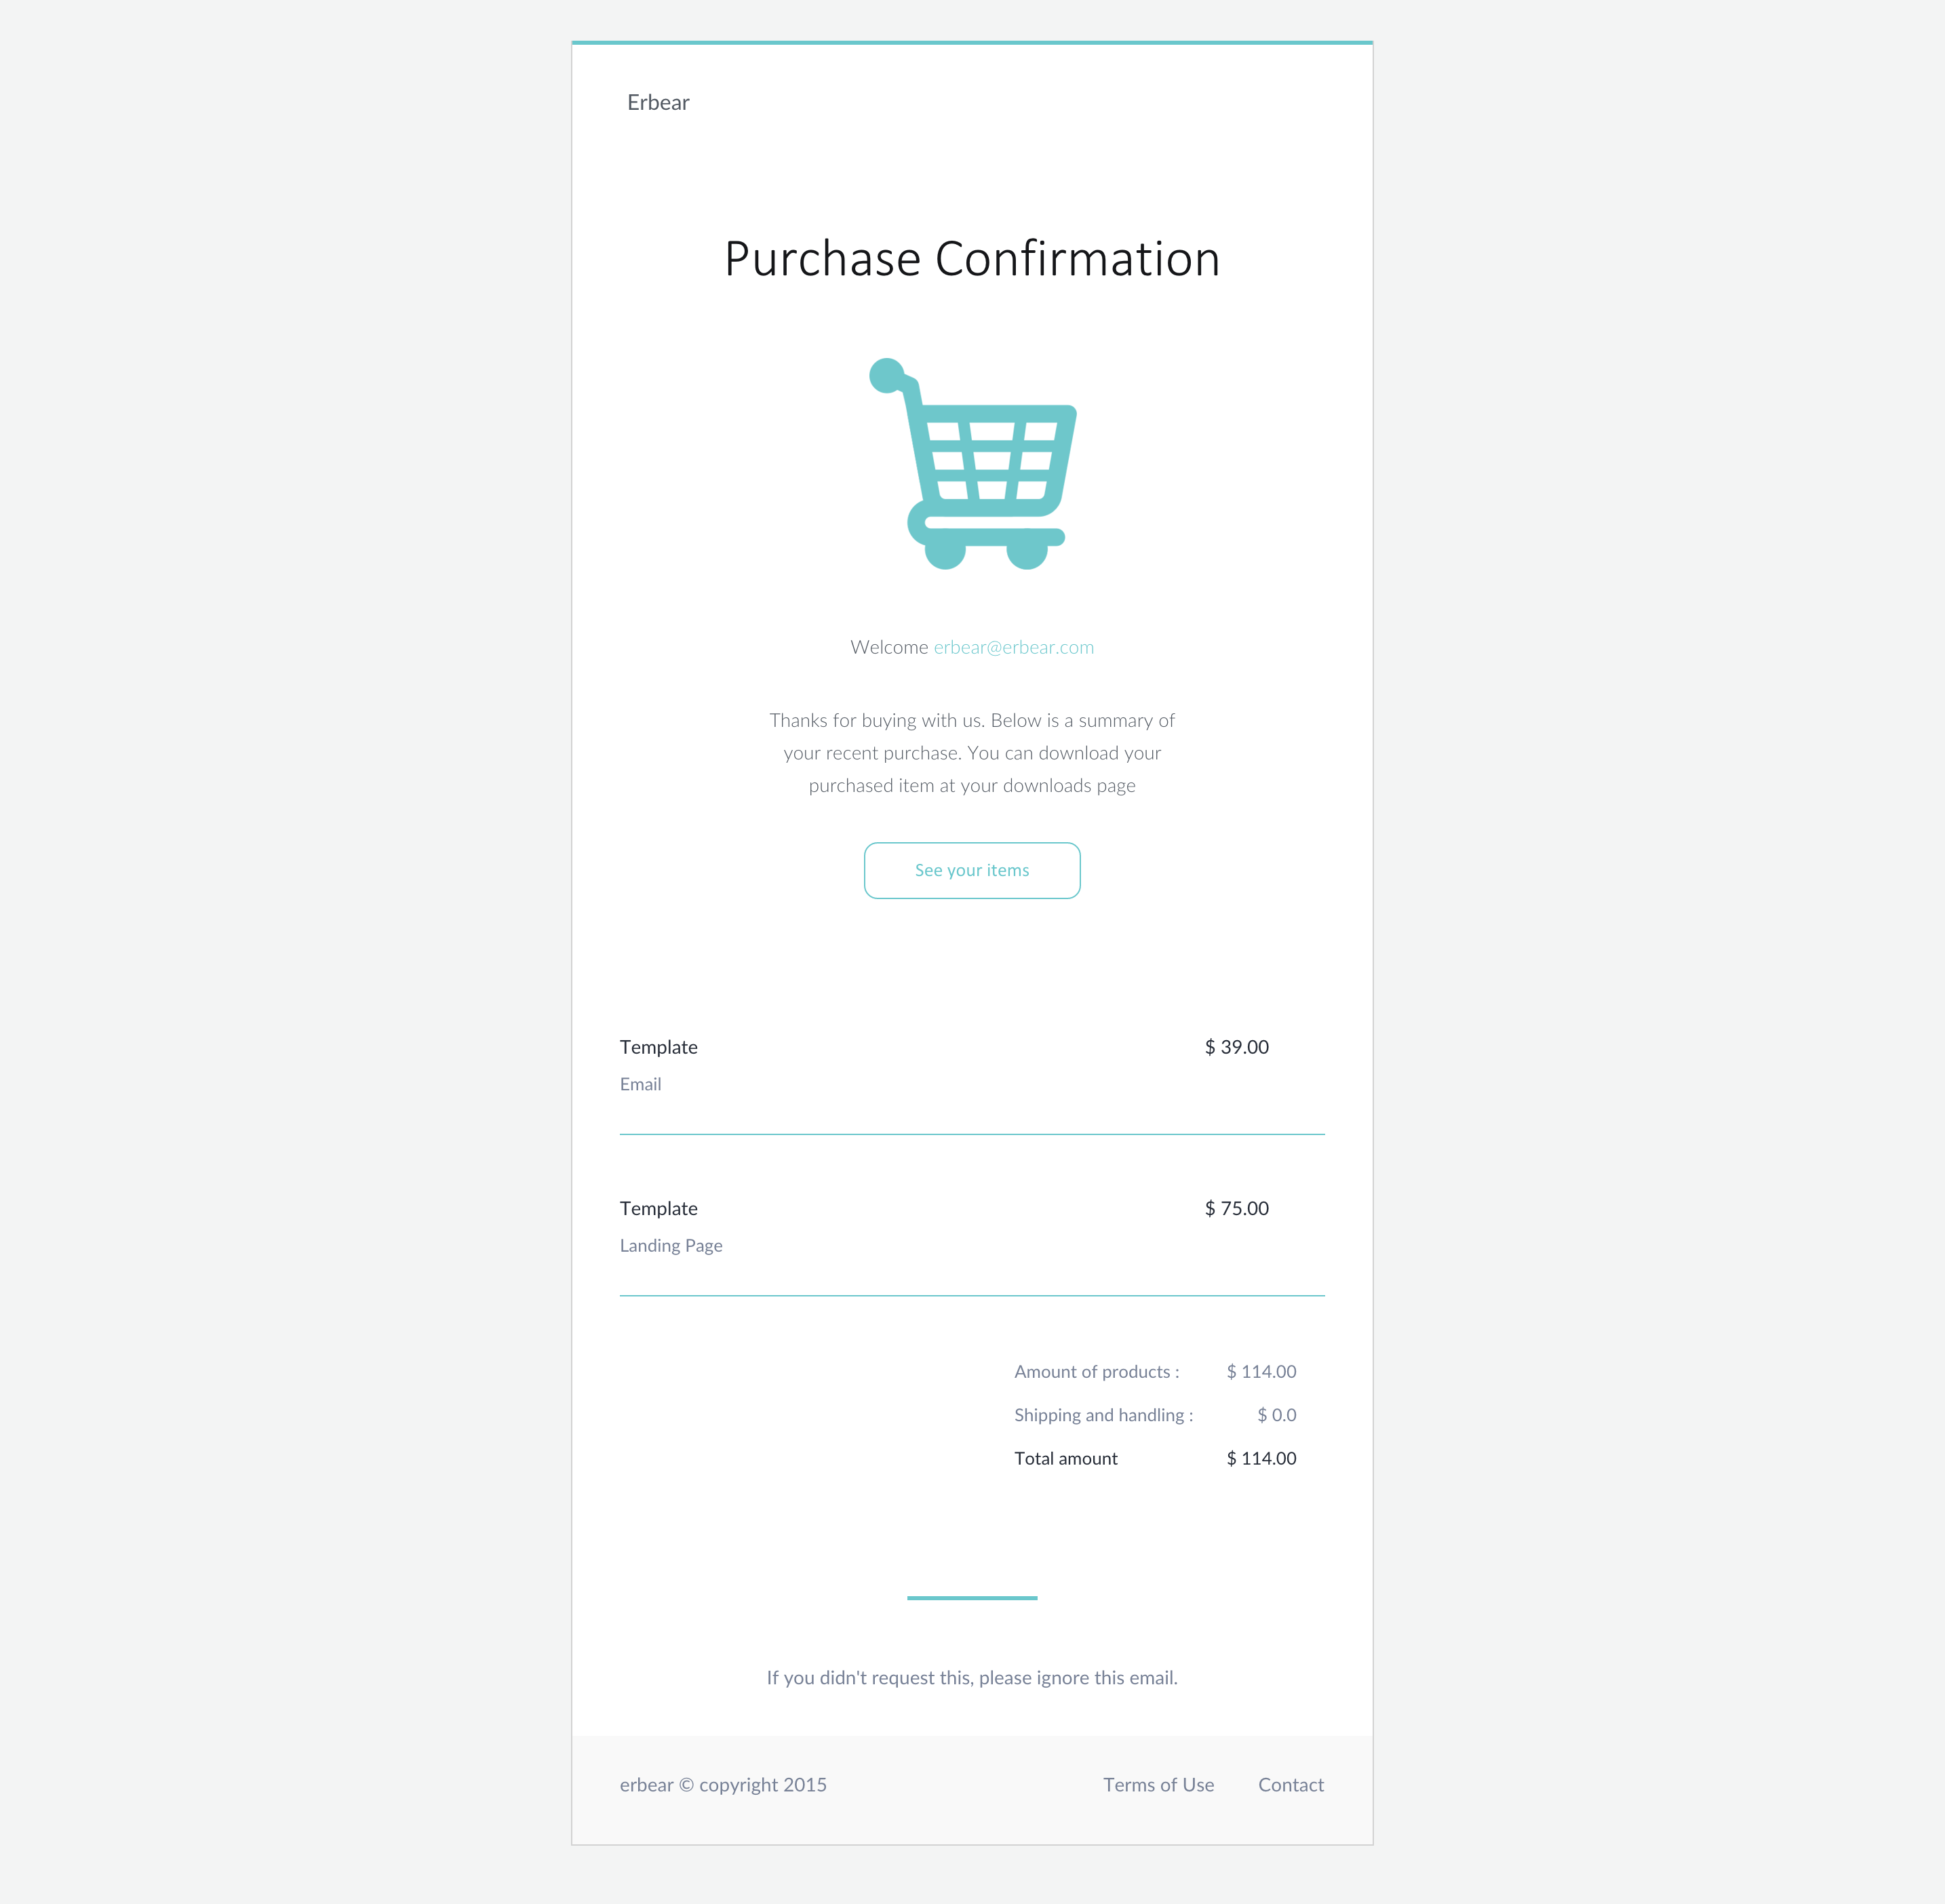 Erbear
Purchase Confirmation
Welcome erbear@erbear.com
Thanks for buying with us. Below is a summary of
your recent purchase. You can download your
purchased item at your downloads page
See your items
Template $ 39.00
Email
Template $ 75.00
Landing Page
Amount of products : $ 114.00
Shipping and handling : $ 0.0
Total amount $ 114.00
If you didn't request this, please ignore this email.
erbear © copyright 2015 Terms of Use Contact